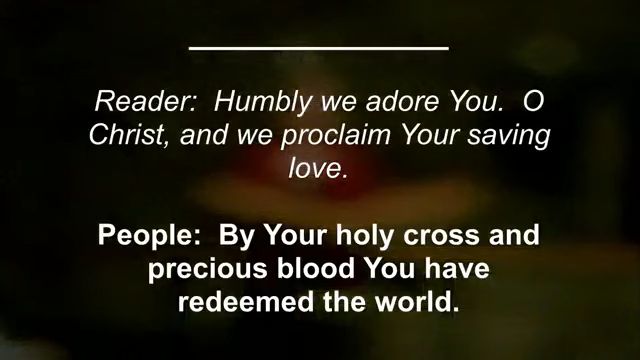 Reader:  Humbly we adore You.  O
Christ, and we proclaim Your saving
love.
People:  By Your holy cross and
precious blood You have
redeemed the world.